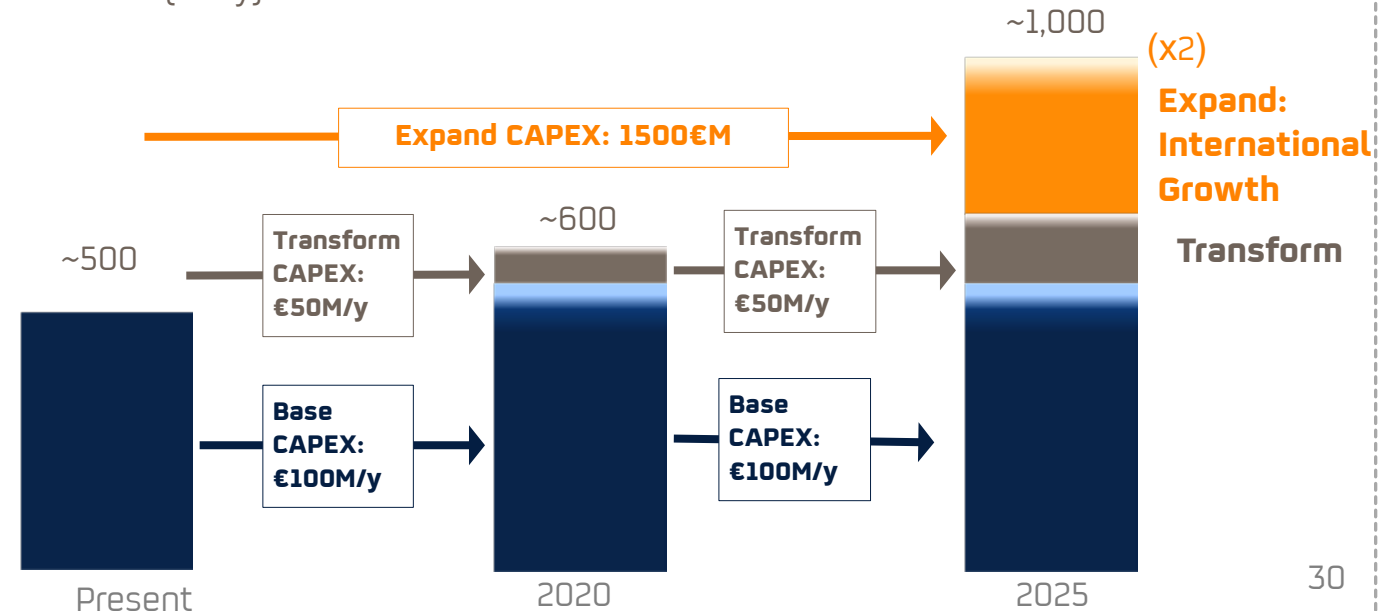 ~1,000
(x2)
Expand:
International
Growth
Expand CAPEX: 1500€M
~600
~500
Transform
CAPEX:
€50M/y
Transform
CAPEX:
€50M/y
Transform
Base
CAPEX:
€100M/y
Base
CAPEX:
€100M/y
Present
2020
2025
30